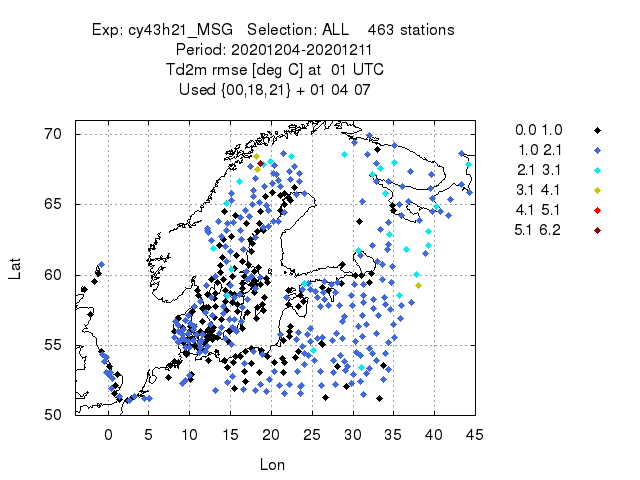 Exp: cy43h21_MSG Selection: ALL 463 stations
Period: 20201204-20201211
Td2m rmse [deg C] at 01 UTC
Used {00,18,21} + 01 04 07
70
65
60
55
50
Lat
0 5 10 15 20 25 30 35 40 45
Lon
0.0 1.0
1.0 2.1
2.1 3.1
3.1 4.1
4.1 5.1
5.1 6.2